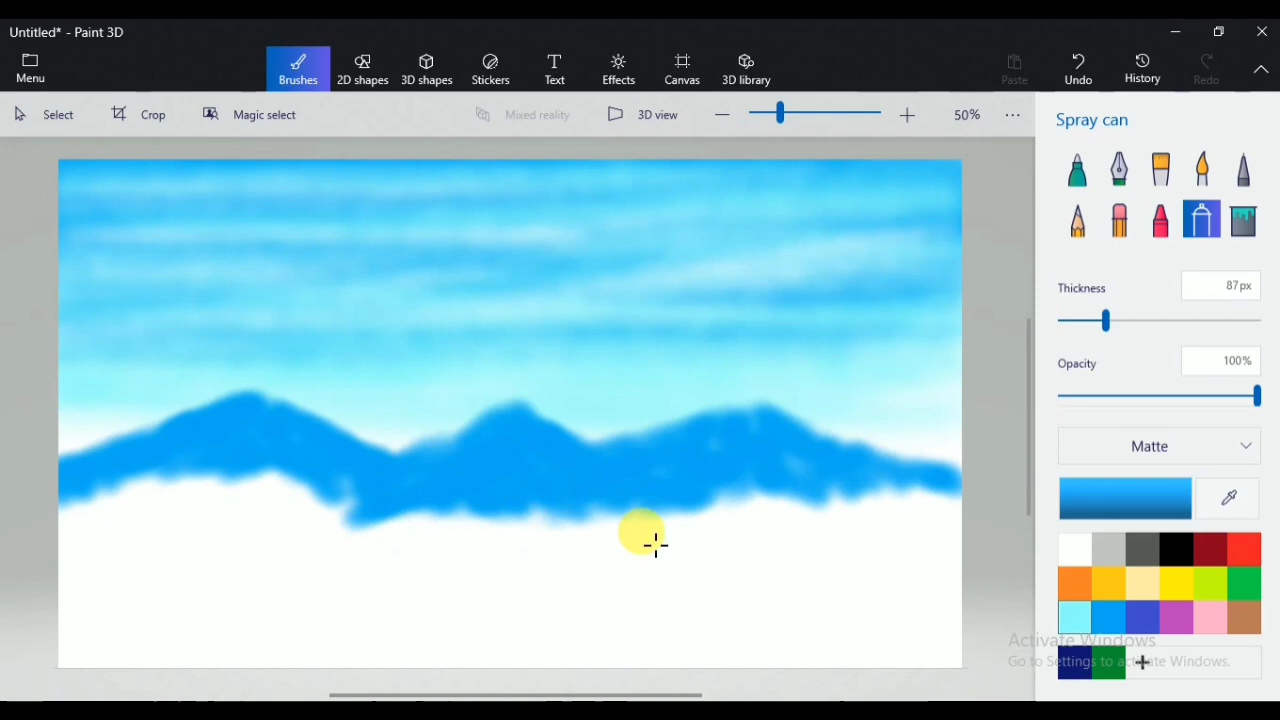 Untitled* - Paint 3D
Menu
Brushes
2D shapes
3D shapes
Stickers
Text
Effects
Canvas
3D library
Paste
Undo
History
Redo
Select
Crop
Magic select
Mixed reality
3D view
50%
Spray can
Thickness
87px
Opacity
100%
Matte
Activate Windows
Go to Settings to activate Windows.